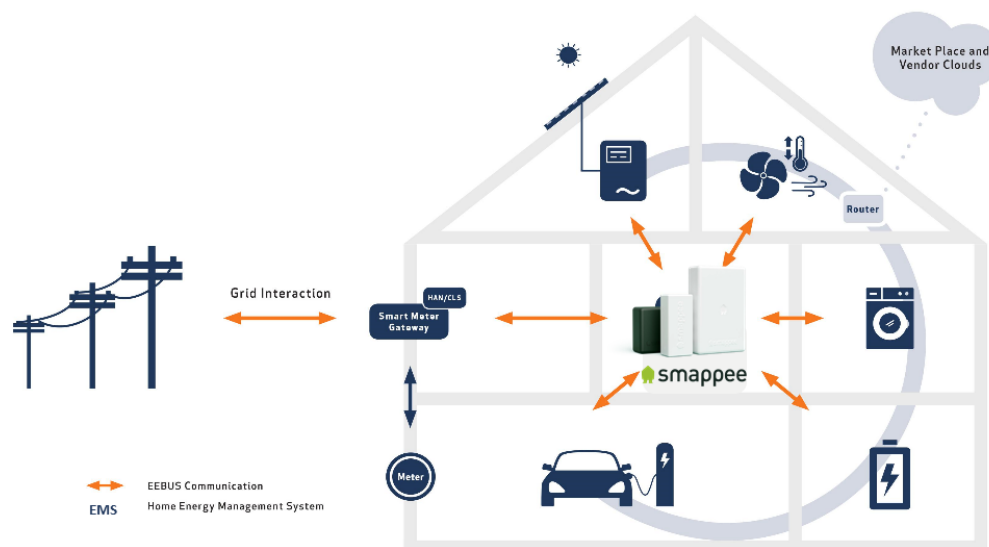 Market Place and
Vendor Clouds
Router
Grid Interaction
HAN/CLS
Smart Meter
Gateway
smappee
Meter
EEBUS Communication
EMS
Home Energy Management System